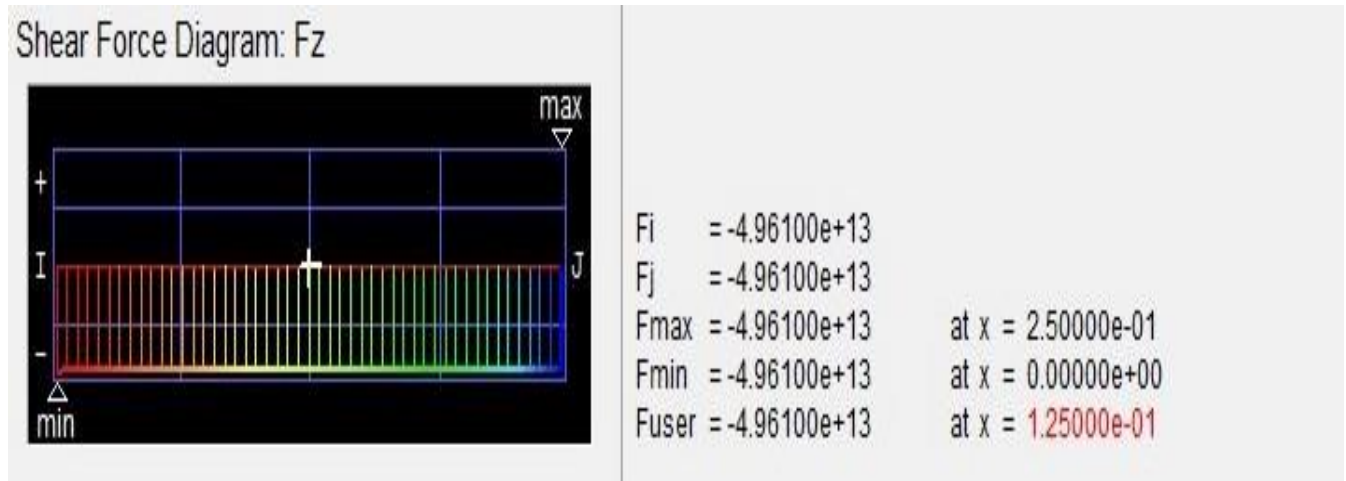 Shear Force Diagram: Fz
max
+
I
J
-
min
Fi = -4.96100e+13
Fj = -4.96100e+13
Fmax = -4.96100e+13 at x = 2.50000e-01
Fmin = -4.96100e+13 at x = 0.00000e+00
Fuser = -4.96100e+13 at x = 1.25000e-01